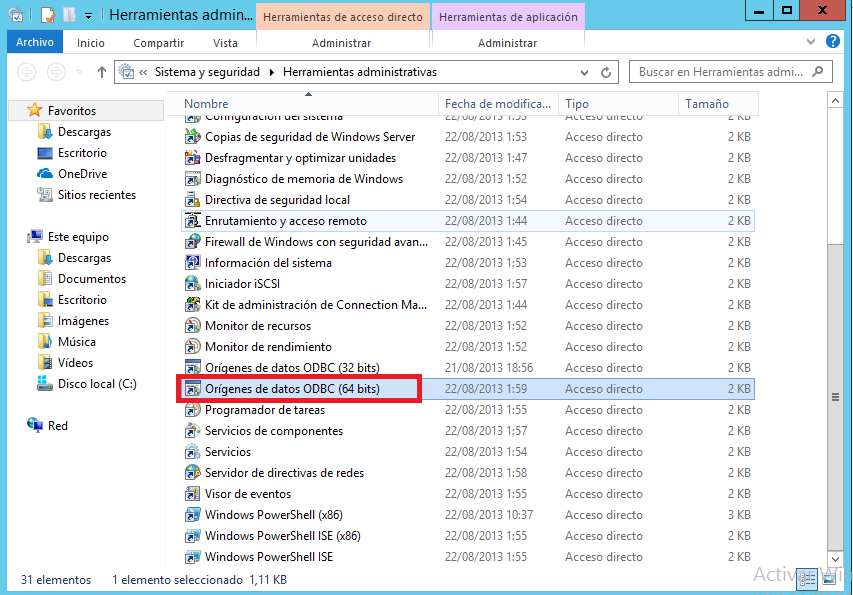 Herramientas admin...
Herramientas de acceso directo
Herramientas de aplicación
Archivo Inicio Compartir Vista Administrar Administrar
« Sistema y seguridad Herramientas administrativas
Buscar en Herramientas admi...
Nombre Fecha de modifica... Tipo Tamaño
Favoritos
Descargas
Escritorio
OneDrive
Sitios recientes
Este equipo
Descargas
Documentos
Escritorio
Imágenes
Música
Vídeos
Disco local (C:)
Red
Configuración del sistema 22/08/2013 1:53 Acceso directo 2 KB
Copias de seguridad de Windows Server 22/08/2013 1:53 Acceso directo 2 KB
Desfragmentar y optimizar unidades 22/08/2013 1:47 Acceso directo 2 KB
Diagnóstico de memoria de Windows 22/08/2013 1:52 Acceso directo 2 KB
Directiva de seguridad local 22/08/2013 1:54 Acceso directo 2 KB
Enrutamiento y acceso remoto 22/08/2013 1:44 Acceso directo 2 KB
Firewall de Windows con seguridad avan... 22/08/2013 1:45 Acceso directo 2 KB
Información del sistema 22/08/2013 1:53 Acceso directo 2 KB
Iniciador iSCSI 22/08/2013 1:57 Acceso directo 2 KB
Kit de administración de Connection Ma... 22/08/2013 1:44 Acceso directo 2 KB
Monitor de recursos 22/08/2013 1:52 Acceso directo 2 KB
Monitor de rendimiento 22/08/2013 1:52 Acceso directo 2 KB
Orígenes de datos ODBC (32 bits) 21/08/2013 18:56 Acceso directo 2 KB
Orígenes de datos ODBC (64 bits) 22/08/2013 1:59 Acceso directo 2 KB
Programador de tareas 22/08/2013 1:55 Acceso directo 2 KB
Servicios de componentes 22/08/2013 1:57 Acceso directo 2 KB
Servicios 22/08/2013 1:54 Acceso directo 2 KB
Servidor de directivas de redes 22/08/2013 1:55 Acceso directo 2 KB
Visor de eventos 22/08/2013 1:55 Acceso directo 2 KB
Windows PowerShell (x86) 22/08/2013 10:37 Acceso directo 3 KB
Windows PowerShell ISE (x86) 22/08/2013 1:55 Acceso directo 2 KB
Windows PowerShell ISE 22/08/2013 1:55 Acceso directo 2 KB
31 elementos 1 elemento seleccionado 1,11 KB